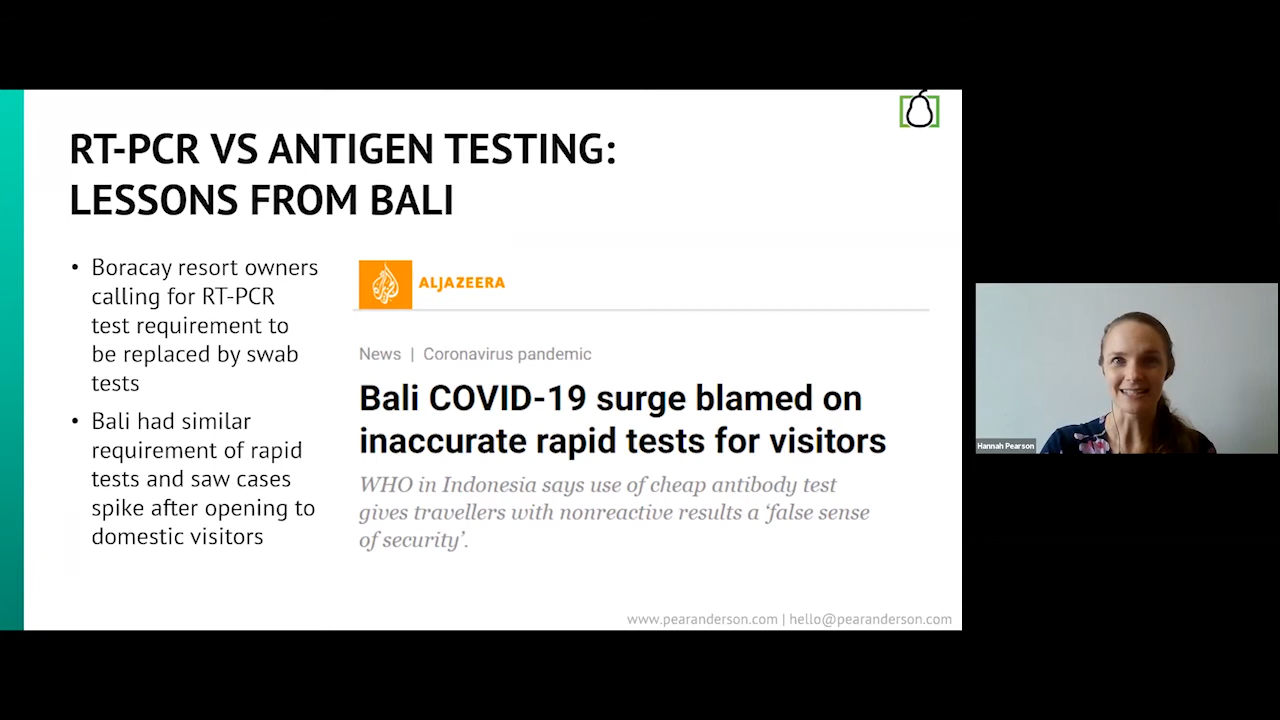 RT-PCR VS ANTIGEN TESTING:
LESSONS FROM BALI
• Boracay resort owners
calling for RT-PCR
test requirement to
be replaced by swab
tests
• Bali had similar
requirement of rapid
tests and saw cases
spike after opening to
domestic visitors
ALJAZEERA
News | Coronavirus pandemic
Bali COVID-19 surge blamed on
inaccurate rapid tests for visitors
WHO in Indonesia says use of cheap antibody test
gives travellers with nonreactive results a ‘false sense
of security’.
www.pearanderson.com | hello@pearanderson.com
Hannah Pearson